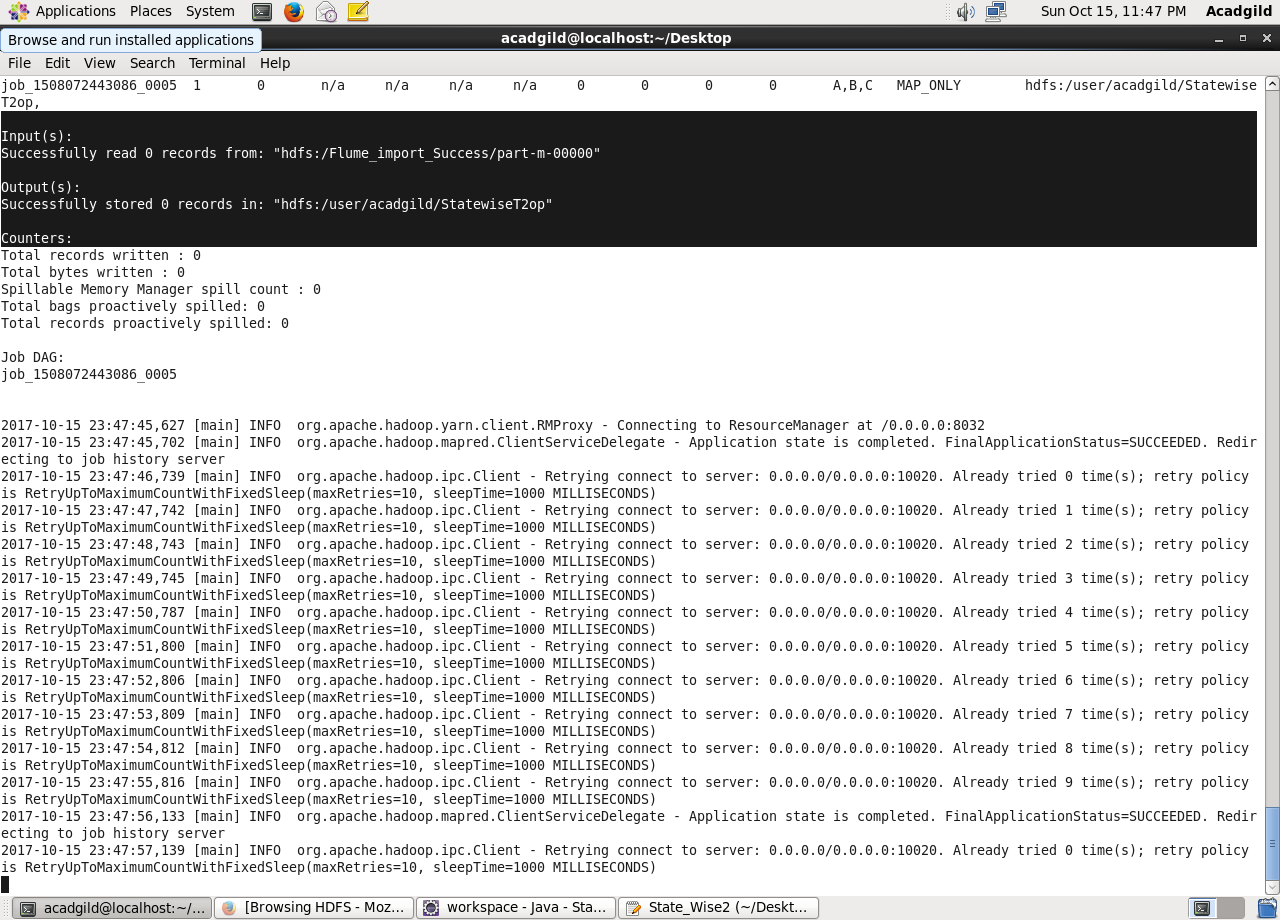 Applications Places System Sun Oct 15, 11:47 PM Acadgild
Browse and run installed applications
acadgild@localhost:~/Desktop
File Edit View Search Terminal Help
job_1508072443086_0005 1 0 n/a n/a n/a n/a 0 0 0 0 A,B,C MAP_ONLY hdfs:/user/acadgild/Statewise
T2op,
Input(s):
Successfully read 0 records from: "hdfs:/Flume_import_Success/part-m-00000"
Output(s):
Successfully stored 0 records in: "hdfs:/user/acadgild/StatewiseT2op"
Counters:
Total records written : 0
Total bytes written : 0
Spillable Memory Manager spill count : 0
Total bags proactively spilled: 0
Total records proactively spilled: 0
Job DAG:
job_1508072443086_0005
2017-10-15 23:47:45,627 [main] INFO org.apache.hadoop.yarn.client.RMProxy - Connecting to ResourceManager at /0.0.0.0:8032
2017-10-15 23:47:45,702 [main] INFO org.apache.hadoop.mapred.ClientServiceDelegate - Application state is completed. FinalApplicationStatus=SUCCEEDED. Redir
ecting to job history server
2017-10-15 23:47:46,739 [main] INFO org.apache.hadoop.ipc.Client - Retrying connect to server: 0.0.0.0/0.0.0.0:10020. Already tried 0 time(s); retry policy
is RetryUpToMaximumCountWithFixedSleep(maxRetries=10, sleepTime=1000 MILLISECONDS)
2017-10-15 23:47:47,742 [main] INFO org.apache.hadoop.ipc.Client - Retrying connect to server: 0.0.0.0/0.0.0.0:10020. Already tried 1 time(s); retry policy
is RetryUpToMaximumCountWithFixedSleep(maxRetries=10, sleepTime=1000 MILLISECONDS)
2017-10-15 23:47:48,743 [main] INFO org.apache.hadoop.ipc.Client - Retrying connect to server: 0.0.0.0/0.0.0.0:10020. Already tried 2 time(s); retry policy
is RetryUpToMaximumCountWithFixedSleep(maxRetries=10, sleepTime=1000 MILLISECONDS)
2017-10-15 23:47:49,745 [main] INFO org.apache.hadoop.ipc.Client - Retrying connect to server: 0.0.0.0/0.0.0.0:10020. Already tried 3 time(s); retry policy
is RetryUpToMaximumCountWithFixedSleep(maxRetries=10, sleepTime=1000 MILLISECONDS)
2017-10-15 23:47:50,787 [main] INFO org.apache.hadoop.ipc.Client - Retrying connect to server: 0.0.0.0/0.0.0.0:10020. Already tried 4 time(s); retry policy
is RetryUpToMaximumCountWithFixedSleep(maxRetries=10, sleepTime=1000 MILLISECONDS)
2017-10-15 23:47:51,800 [main] INFO org.apache.hadoop.ipc.Client - Retrying connect to server: 0.0.0.0/0.0.0.0:10020. Already tried 5 time(s); retry policy
is RetryUpToMaximumCountWithFixedSleep(maxRetries=10, sleepTime=1000 MILLISECONDS)
2017-10-15 23:47:52,806 [main] INFO org.apache.hadoop.ipc.Client - Retrying connect to server: 0.0.0.0/0.0.0.0:10020. Already tried 6 time(s); retry policy
is RetryUpToMaximumCountWithFixedSleep(maxRetries=10, sleepTime=1000 MILLISECONDS)
2017-10-15 23:47:53,809 [main] INFO org.apache.hadoop.ipc.Client - Retrying connect to server: 0.0.0.0/0.0.0.0:10020. Already tried 7 time(s); retry policy
is RetryUpToMaximumCountWithFixedSleep(maxRetries=10, sleepTime=1000 MILLISECONDS)
2017-10-15 23:47:54,812 [main] INFO org.apache.hadoop.ipc.Client - Retrying connect to server: 0.0.0.0/0.0.0.0:10020. Already tried 8 time(s); retry policy
is RetryUpToMaximumCountWithFixedSleep(maxRetries=10, sleepTime=1000 MILLISECONDS)
2017-10-15 23:47:55,816 [main] INFO org.apache.hadoop.ipc.Client - Retrying connect to server: 0.0.0.0/0.0.0.0:10020. Already tried 9 time(s); retry policy
is RetryUpToMaximumCountWithFixedSleep(maxRetries=10, sleepTime=1000 MILLISECONDS)
2017-10-15 23:47:56,133 [main] INFO org.apache.hadoop.mapred.ClientServiceDelegate - Application state is completed. FinalApplicationStatus=SUCCEEDED. Redir
ecting to job history server
2017-10-15 23:47:57,139 [main] INFO org.apache.hadoop.ipc.Client - Retrying connect to server: 0.0.0.0/0.0.0.0:10020. Already tried 0 time(s); retry policy
is RetryUpToMaximumCountWithFixedSleep(maxRetries=10, sleepTime=1000 MILLISECONDS)
acadgild@localhost:~/... [Browsing HDFS - Moz... workspace - Java - Sta... State_Wise2 (~/Deskt...